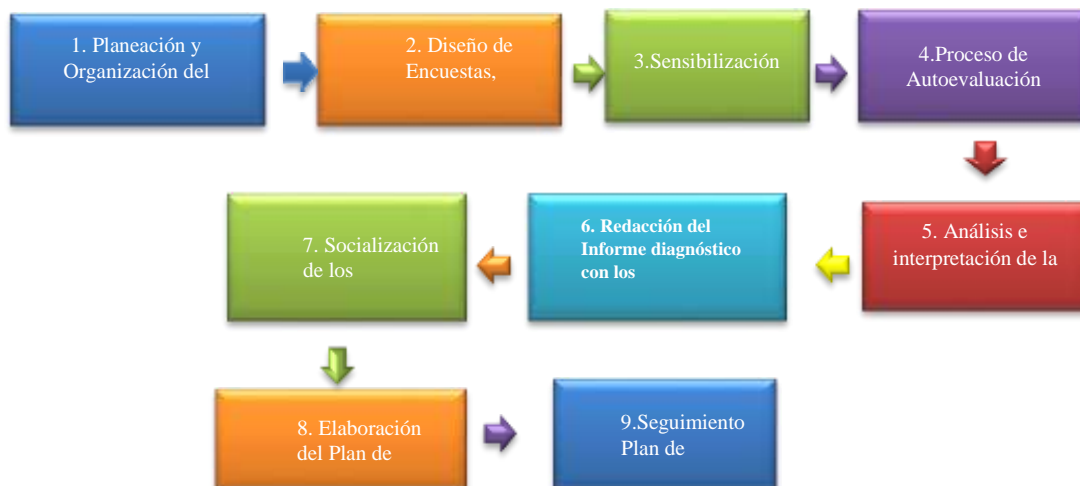 1. Planeación y
Organización del
2. Diseño de
Encuestas,
3.Sensibilización
4.Proceso de
Autoevaluación
5. Análisis e
interpretación de la
6. Redacción del
Informe diagnóstico
con los
7. Socialización
de los
8. Elaboración
del Plan de
9.Seguimiento
Plan de